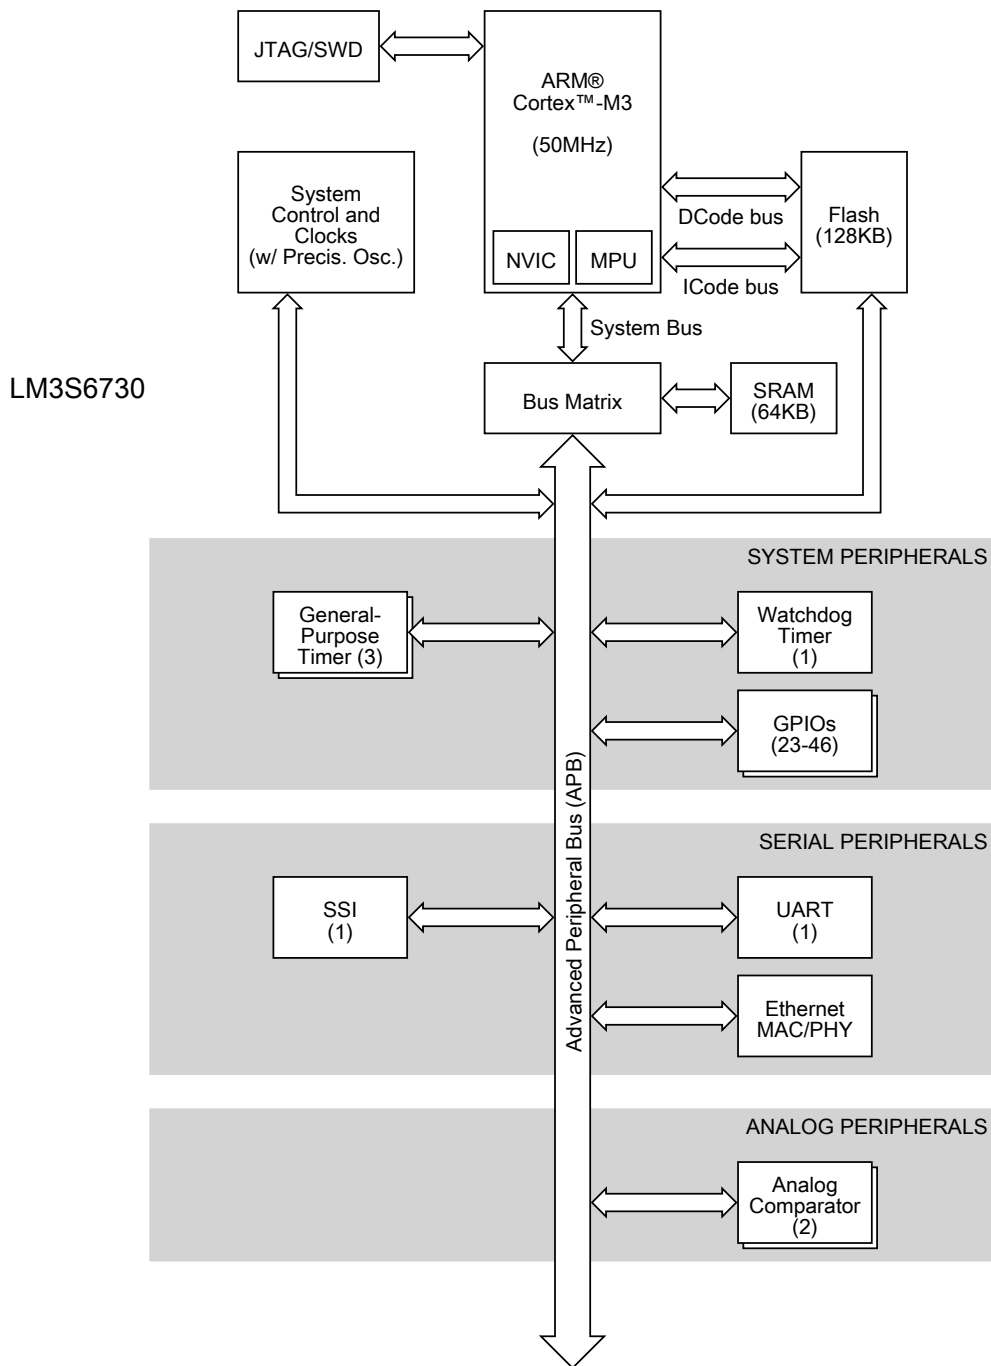 JTAG/SWD
ARM®
Cortex™-M3
(50MHz)
System
Control and
Clocks
(w/ Precis. Osc.)
DCode bus
Flash
(128KB)
NVIC
MPU
ICode bus
System Bus
LM3S6730
Bus Matrix
SRAM
(64KB)
SYSTEM PERIPHERALS
General-
Purpose
Timer (3)
Watchdog
Timer
(1)
GPIOs
(23-46)
Advanced Peripheral Bus (APB)
SERIAL PERIPHERALS
SSI
(1)
UART
(1)
Ethernet
MAC/PHY
ANALOG PERIPHERALS
Analog
Comparator
(2)